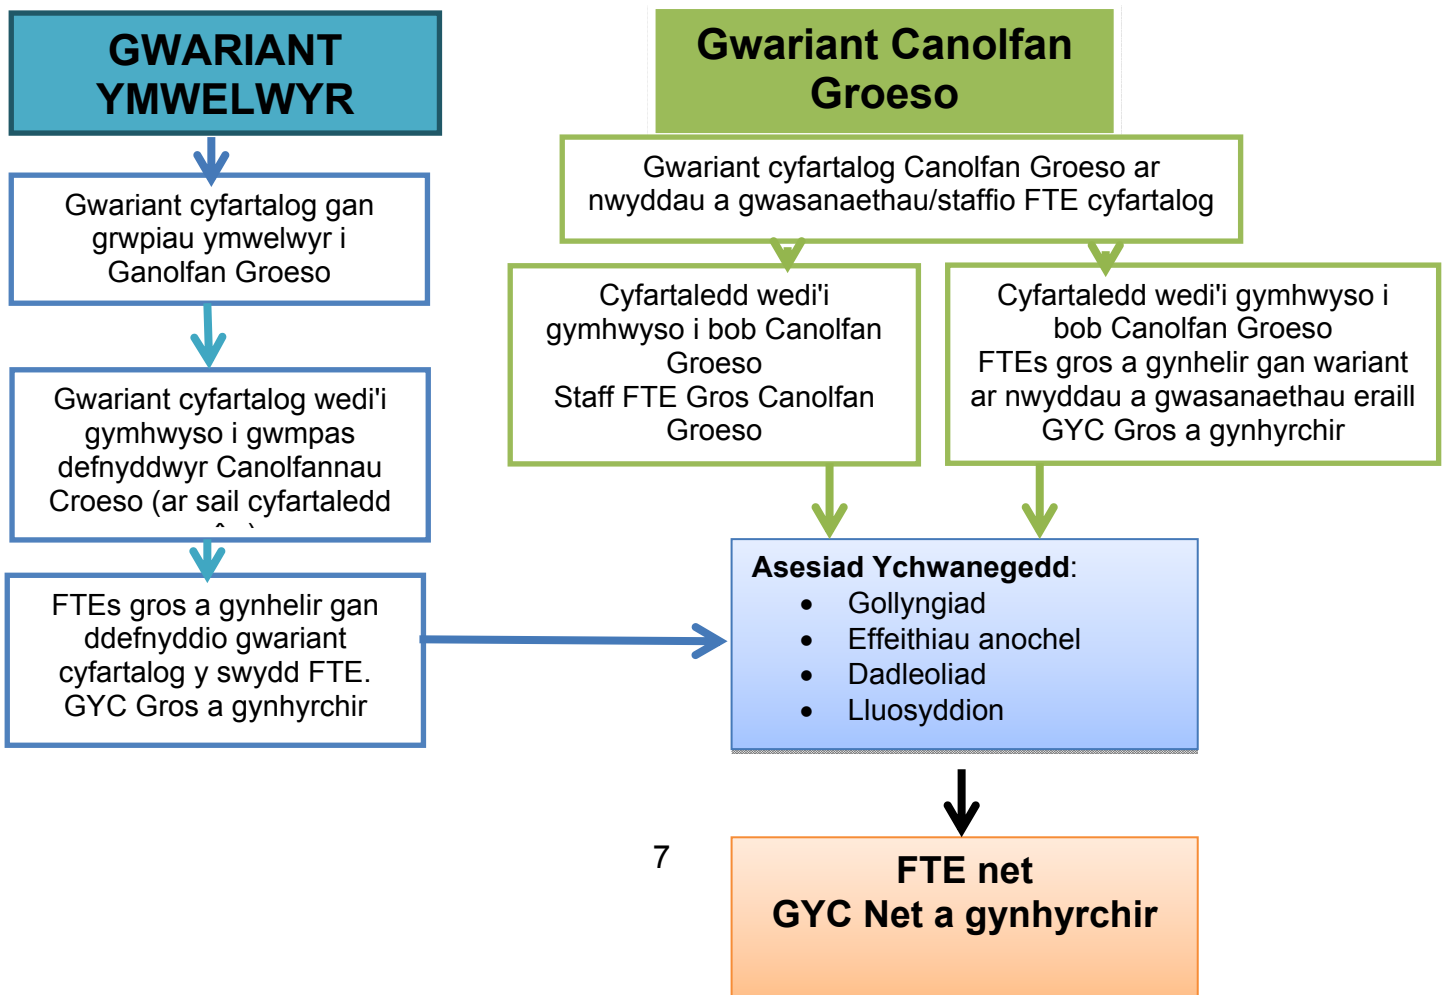 GWARIANT
YMWELWYR
Gwariant cyfartalog gan
grwpiau ymwelwyr i
Ganolfan Groeso
Gwariant cyfartalog wedi'i
gymhwyso i gwmpas
defnyddwyr Canolfannau
Croeso (ar sail cyfartaledd
FTEs gros a gynhelir gan
ddefnyddio gwariant
cyfartalog y swydd FTE.
GYC Gros a gynhyrchir
Gwariant Canolfan
Groeso
Gwariant cyfartalog Canolfan Groeso ar
nwyddau a gwasanaethau/staffio FTE cyfartalog
Cyfartaledd wedi'i
gymhwyso i bob Canolfan
Groeso
Staff FTE Gros Canolfan
Groeso
Cyfartaledd wedi'i gymhwyso i
bob Canolfan Groeso
FTEs gros a gynhelir gan wariant
ar nwyddau a gwasanaethau eraill
GYC Gros a gynhyrchir
Asesiad Ychwanegedd:
• Gollyngiad
• Effeithiau anochel
• Dadleoliad
• Lluosyddion
7
FTE net
GYC Net a gynhyrchir